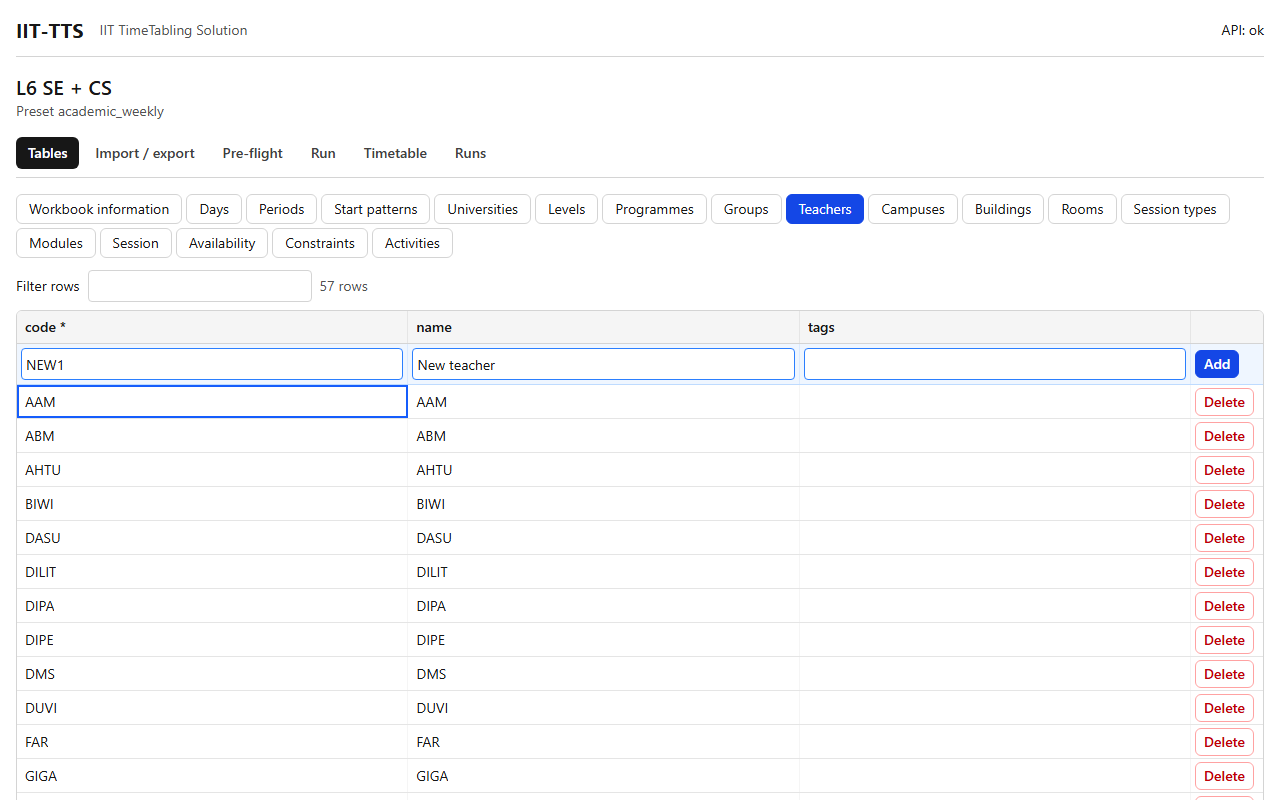 IIT-TTS IIT TimeTabling Solution API: ok
L6 SE + CS
Preset academic_weekly
Tables Import / export Pre-flight Run Timetable Runs
Workbook information Days Periods Start patterns Universities Levels Programmes Groups Teachers Campuses Buildings Rooms Session types
Modules Session Availability Constraints Activities
Filter rows 57 rows
code * name tags
NEW1 New teacher Add
AAM AAM Delete
ABM ABM Delete
AHTU AHTU Delete
BIWI BIWI Delete
DASU DASU Delete
DILIT DILIT Delete
DIPA DIPA Delete
DIPE DIPE Delete
DMS DMS Delete
DUVI DUVI Delete
FAR FAR Delete
GIGA GIGA Delete